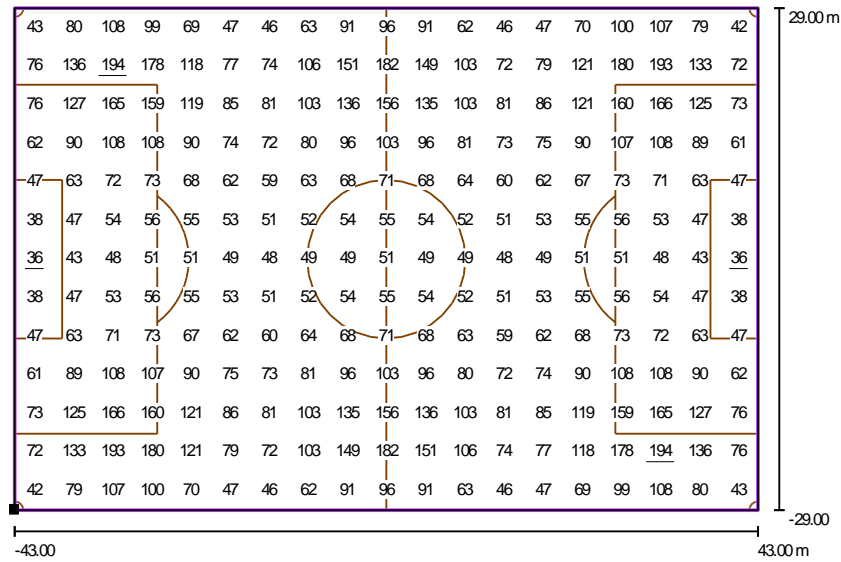 43 80 108 99 69 47 46 63 91 96 91 62 46 47 70 100 107 79 42
29.00 m
76 136 194 178 118 77 74 106 151 182 149 103 72 79 121 180 193 133 72
76 127 165 159 119 85 81 103 136 156 135 103 81 86 121 160 166 125 73
62 90 108 108 90 74 72 80 96 103 96 81 73 75 90 107 108 89 61
47 63 72 73 68 62 59 63 68 71 68 64 60 62 67 73 71 63 47
38 47 54 56 55 53 51 52 54 55 54 52 51 53 55 56 53 47 38
36 43 48 51 51 49 48 49 49 51 49 49 48 49 51 51 48 43 36
38 47 53 56 55 53 51 52 54 55 54 52 51 53 55 56 54 47 38
47 63 71 73 67 62 60 64 68 71 68 63 59 62 68 73 72 63 47
61 89 108 107 90 75 73 81 96 103 96 80 72 74 90 108 108 90 62
73 125 166 160 121 86 81 103 135 156 136 103 81 85 119 159 165 127 76
72 133 193 180 121 79 72 103 149 182 151 106 74 77 118 178 194 136 76
42 79 107 100 70 47 46 62 91 96 91 63 46 47 69 99 108 80 43
-29.00
-43.00 43.00 m